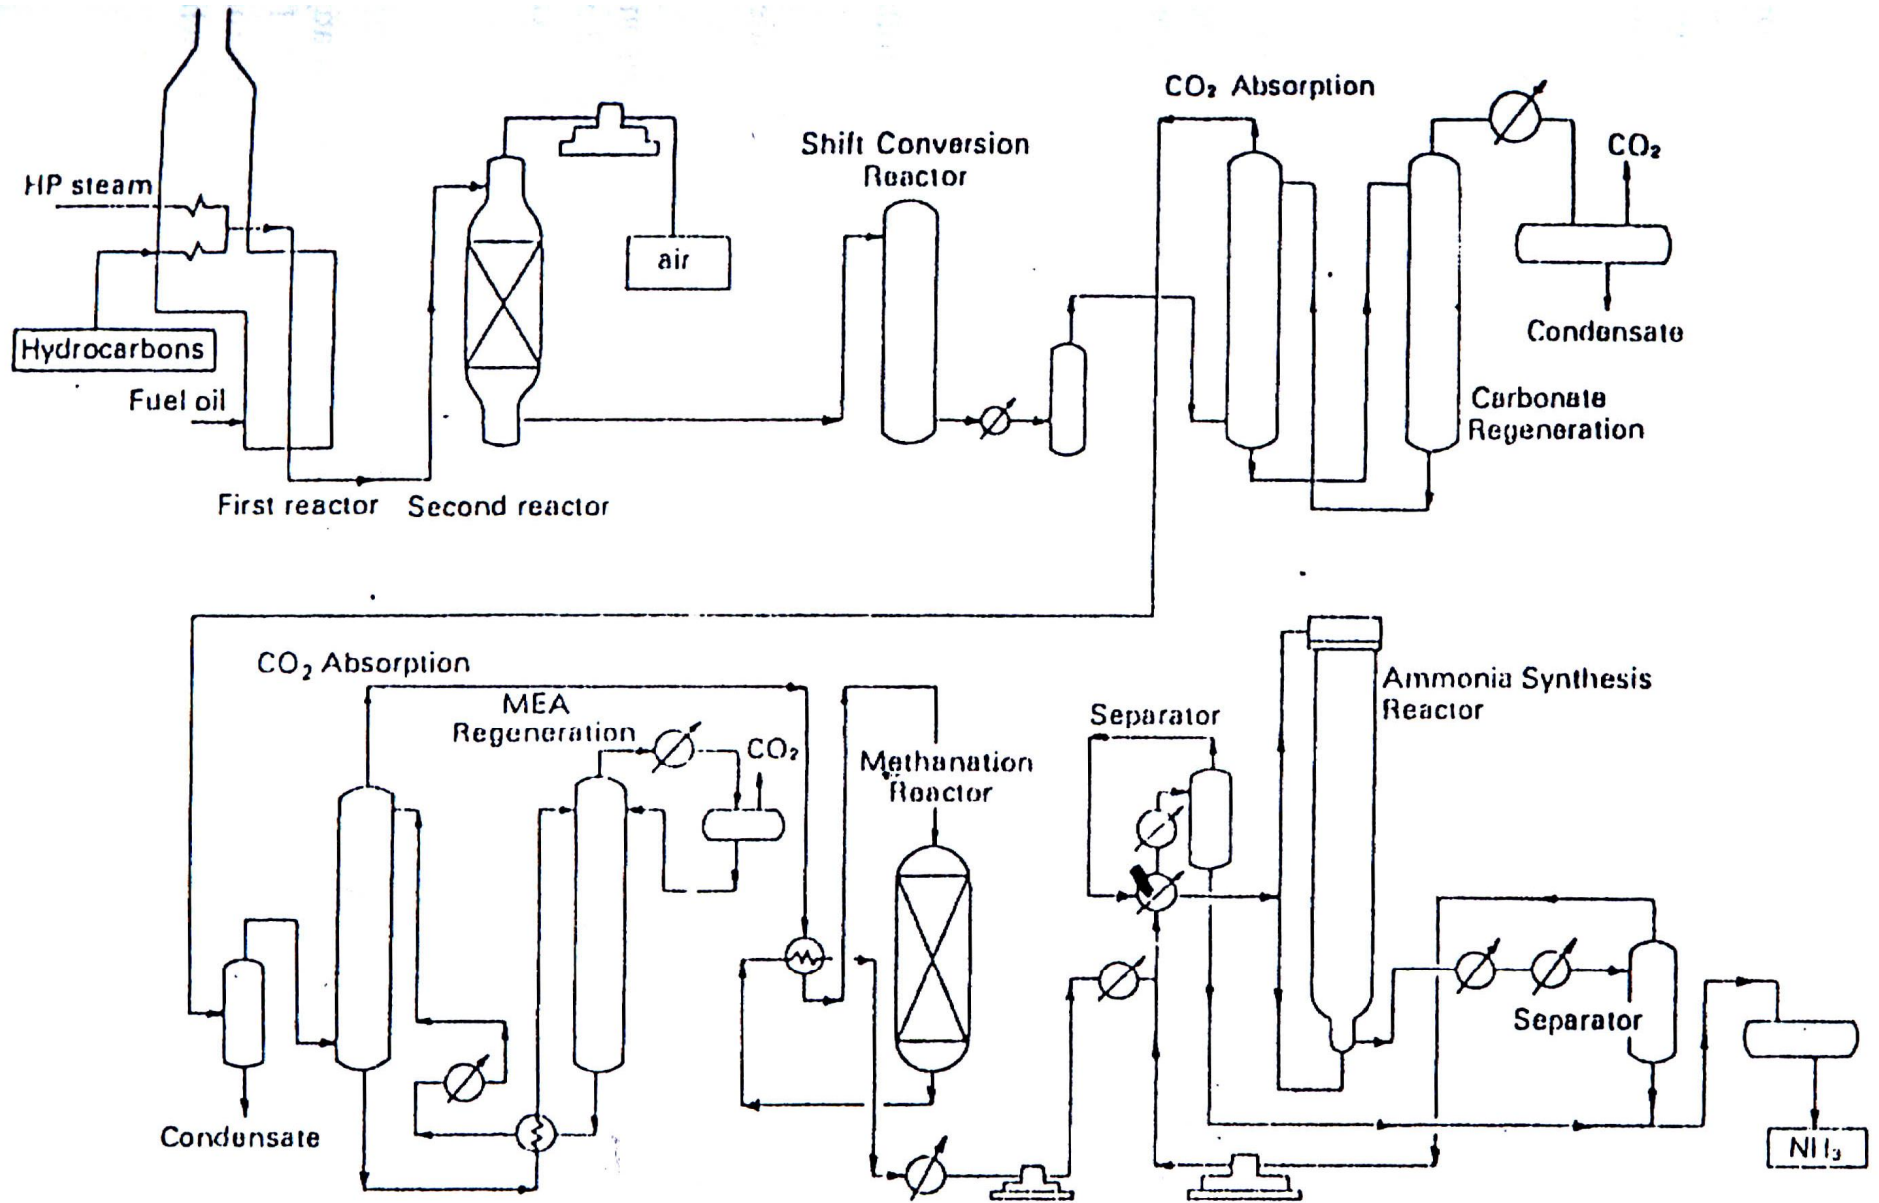 CO₂ Absorption
Shift Conversion
Reactor
CO₂
HP steam
air
Hydrocarbons
Condensate
Fuel oil
Carbonate
Regeneration
First reactor
Second reactor
CO₂ Absorption
MEA
Regeneration
CO₂
Methanation
Reactor
Separator
Ammonia Synthesis
Reactor
Separator
Condensate
NH₃